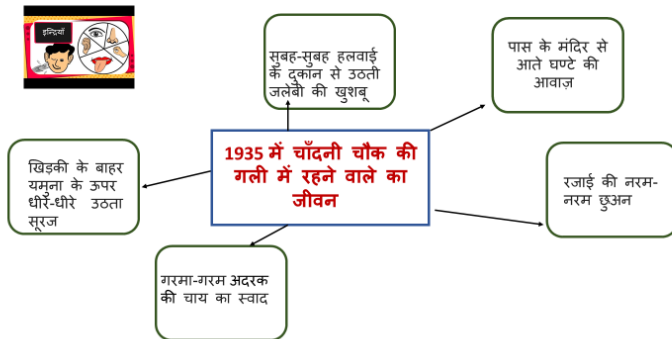 इन्द्रियाँ
सुबह-सुबह हलवाई
के दुकान से उठती
जलेबी की खुशबू
पास के मंदिर से
आते घण्टे की
आवाज़
1935 में चाँदनी चौक की
गली में रहने वाले का
जीवन
खिड़की के बाहर
यमुना के ऊपर
धीरे-धीरे उठता
सूरज
रजाई की नरम-
नरम छुअन
गरमा-गरम अदरक
की चाय का स्वाद